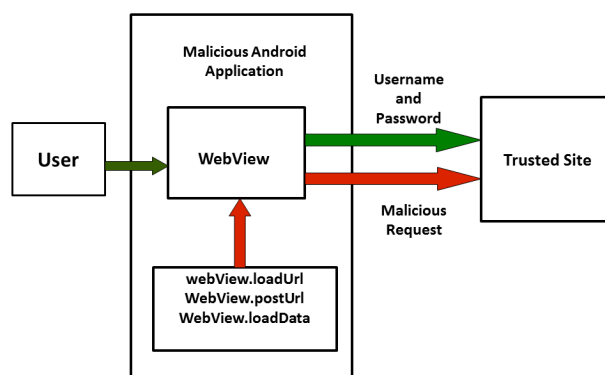 Malicious Android
Application
User
WebView
Username
and
Password
Trusted Site
Malicious
Request
webView.loadUrl
WebView.postUrl
WebView.loadData